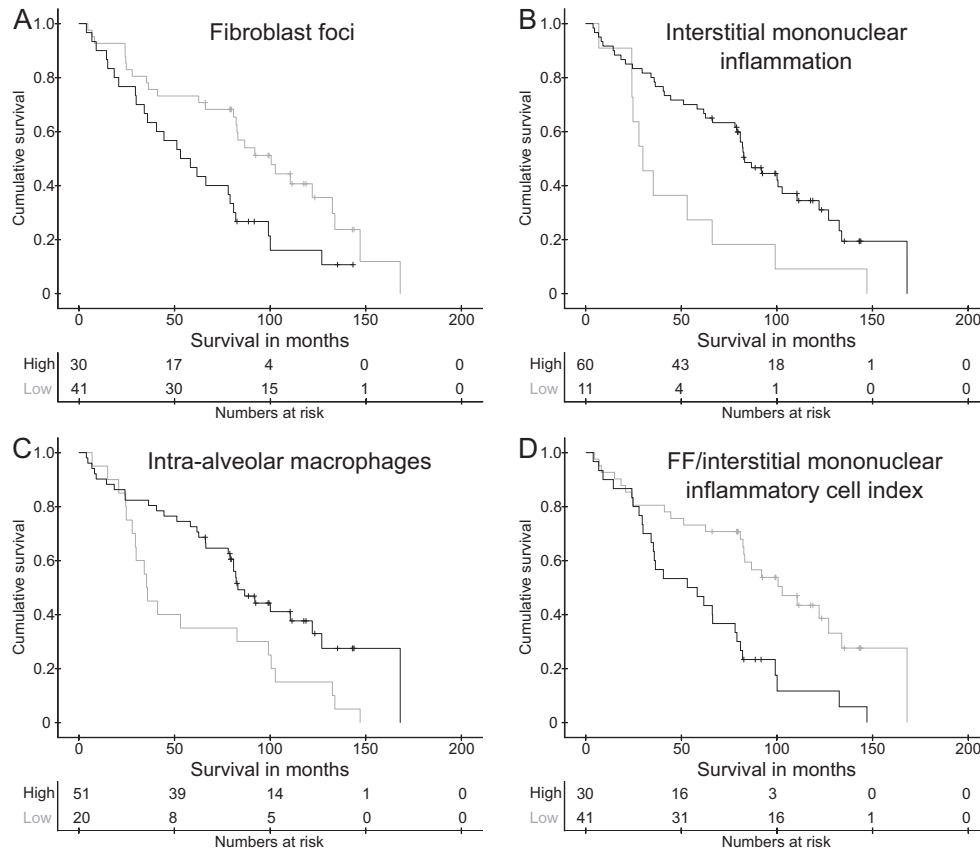 A
Fibroblast foci
Cumulative survival
1.0
0.8
0.6
0.4
0.2
0
0 50 100 150 200
Survival in months
High 30 17 4 0 0
Low 41 30 15 1 0
Numbers at risk
B
Interstitial mononuclear
inflammation
Cumulative survival
1.0
0.8
0.6
0.4
0.2
0
0 50 100 150 200
Survival in months
High 60 43 18 1 0
Low 11 4 1 0 0
Numbers at risk
C
Intra-alveolar macrophages
Cumulative survival
1.0
0.8
0.6
0.4
0.2
0
0 50 100 150 200
Survival in months
High 51 39 14 1 0
Low 20 8 5 0 0
Numbers at risk
D
FF/interstitial mononuclear
inflammatory cell index
Cumulative survival
1.0
0.8
0.6
0.4
0.2
0
0 50 100 150 200
Survival in months
High 30 16 3 0 0
Low 41 31 16 1 0
Numbers at risk